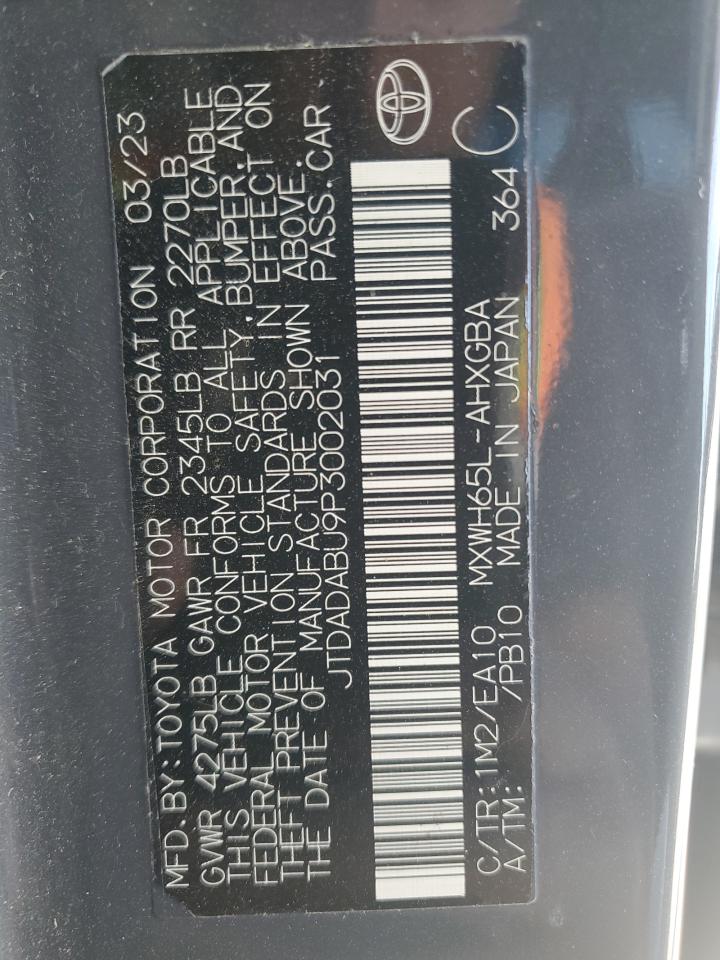 MFD. BY: TOYOTA MOTOR CORPORATION 03/23
GVWR 4275LB GAWR FR 2345LB RR 2270LB
THIS VEHICLE CONFORMS TO ALL APPLICABLE
FEDERAL MOTOR VEHICLE SAFETY, BUMPER, AND
THEFT PREVENTION STANDARDS IN EFFECT ON
THE DATE OF MANUFACTURE SHOWN ABOVE.
JTDADABU9P3002031 PASS. CAR
C/TR: 1M2/EA10 MXWH65L-AHXGBA
A/TM: /PB10 MADE IN JAPAN 364 C